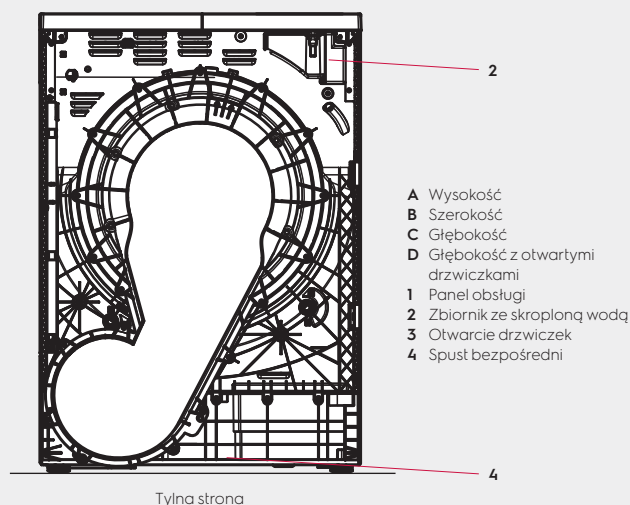 2
A Wysokość
B Szerokość
C Głębokość
D Głębokość z otwartymi
drzwiczkami
1 Panel obsługi
2 Zbiornik ze skroploną wodą
3 Otwarcie drzwiczek
4 Spust bezpośredni
4
Tylna strona